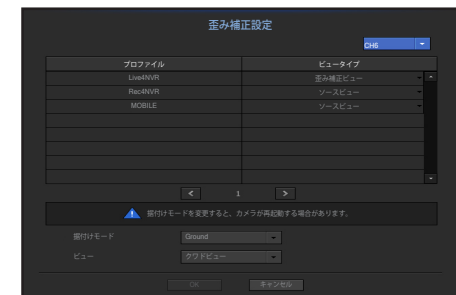 歪み補正設定
CH6
プロファイル ビュータイプ
Live4NVR 歪み補正ビュー
Rec4NVR ソースビュー
MOBILE ソースビュー
< 1 >
据付けモードを変更すると、カメラが再起動する場合があります。
据付けモード Ground
ビュー クワドビュー
OK キャンセル